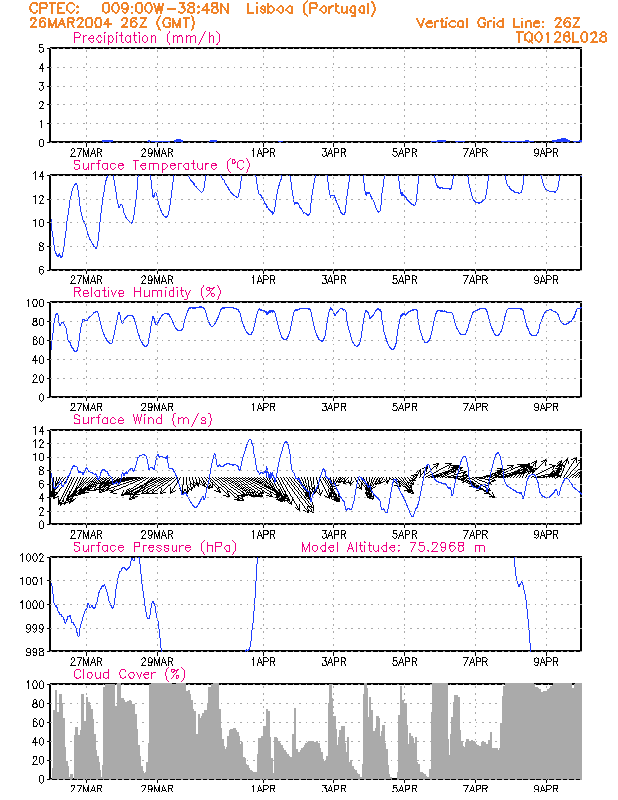 CPTEC: 009:00W-38:48N Lisboa (Portugal)
26MAR2004 26Z (GMT) Vertical Grid Line: 26Z
Precipitation (mm/h) TQ0126L028
5
4
3
2
1
0
27MAR 29MAR 1APR 3APR 5APR 7APR 9APR
Surface Temperature (ºC)
14
12
10
8
6
27MAR 29MAR 1APR 3APR 5APR 7APR 9APR
Relative Humidity (%)
100
80
60
40
20
0
27MAR 29MAR 1APR 3APR 5APR 7APR 9APR
Surface Wind (m/s)
14
12
10
8
6
4
2
0
27MAR 29MAR 1APR 3APR 5APR 7APR 9APR
Surface Pressure (hPa) Model Altitude: 75.2968 m
1002
1001
1000
999
998
27MAR 29MAR 1APR 3APR 5APR 7APR 9APR
Cloud Cover (%)
100
80
60
40
20
0
27MAR 29MAR 1APR 3APR 5APR 7APR 9APR